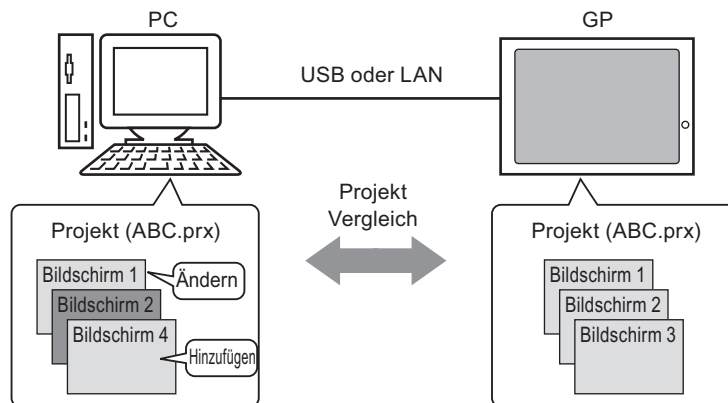 PC
GP
USB oder LAN
Projekt
Vergleich
Projekt (ABC.prx)
Bildschirm 1
Ändern
Bildschirm 2
Bildschirm 4
Hinzufügen
Projekt (ABC.prx)
Bildschirm 1
Bildschirm 2
Bildschirm 3